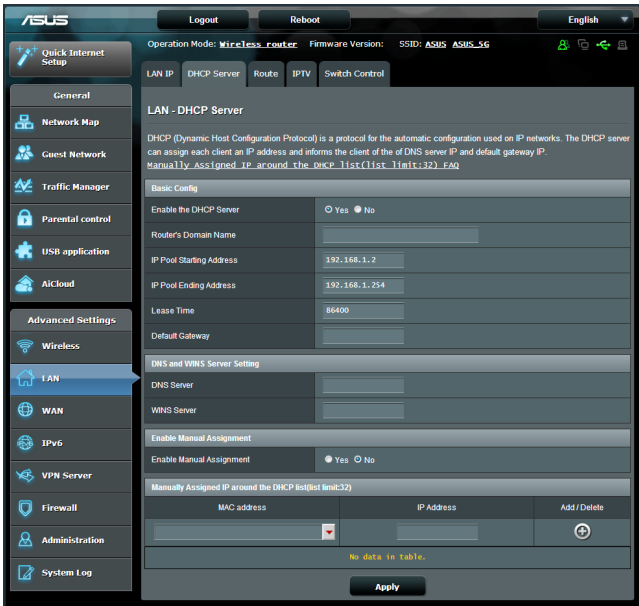 ASUS
Logout
Reboot
English
Quick Internet Setup
Operation Mode: Wireless router Firmware Version: SSID: ASUS ASUS_5G
LAN IP
DHCP Server
Route
IPTV
Switch Control
General
Network Map
Guest Network
Traffic Manager
Parental control
USB application
AiCloud
Advanced Settings
Wireless
LAN
WAN
IPv6
VPN Server
Firewall
Administration
System Log
LAN - DHCP Server
DHCP (Dynamic Host Configuration Protocol) is a protocol for the automatic configuration used on IP networks. The DHCP server
can assign each client an IP address and informs the client of the of DNS server IP and default gateway IP.
Manually Assigned IP around the DHCP list(list limit:32) FAQ
Basic Config
Enable the DHCP Server Yes No
Router's Domain Name
IP Pool Starting Address 192.168.1.2
IP Pool Ending Address 192.168.1.254
Lease Time 86400
Default Gateway
DNS and WINS Server Setting
DNS Server
WINS Server
Enable Manual Assignment
Enable Manual Assignment Yes No
Manually Assigned IP around the DHCP list(list limit:32)
MAC address IP Address Add / Delete
No data in table.
Apply